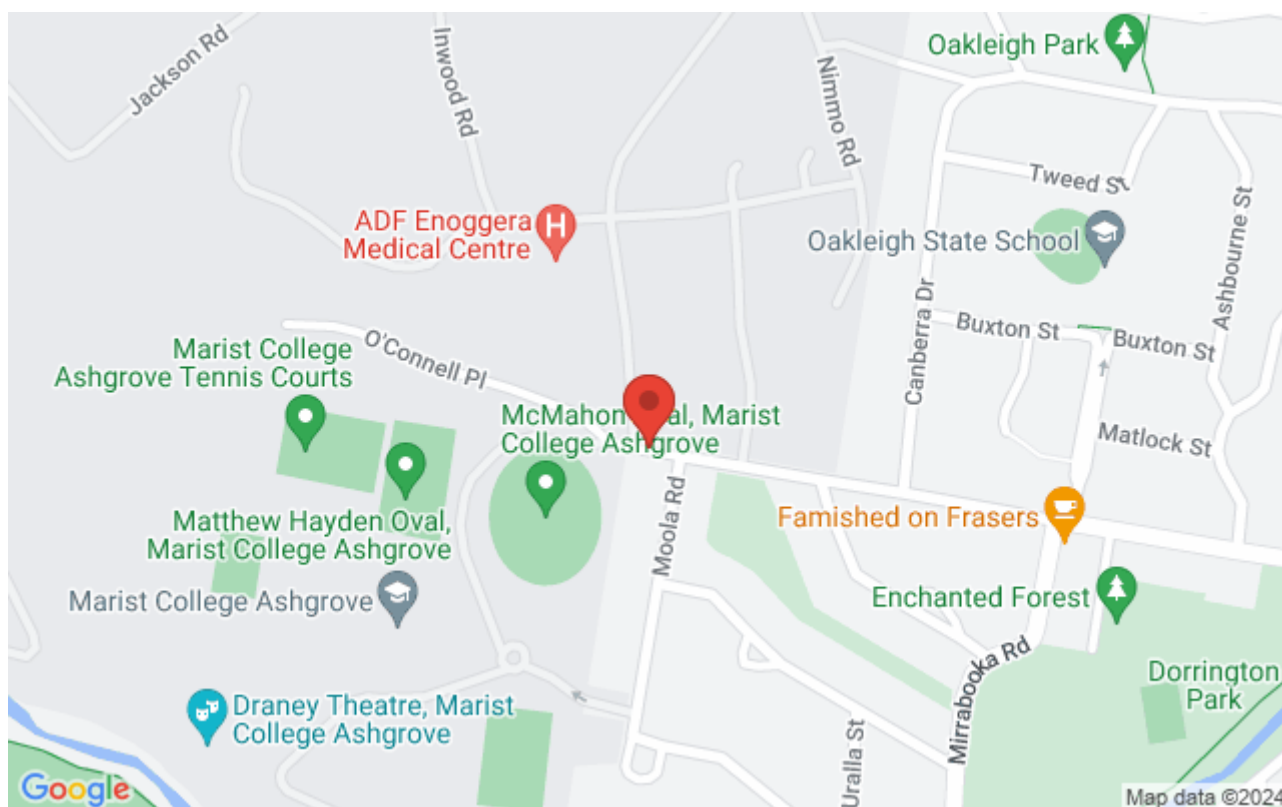 Jackson Rd
Inwood Rd
Nimmo Rd
Oakleigh Park
Tweed S
ADF Enoggera
Medical Centre
Oakleigh State School
Ashbourne St
Canberra Dr
Buxton St
Buxton St
O'Connell Pl
Marist College
Ashgrove Tennis Courts
McMahon al, Marist
College Ashgrove
Matlock St
Matthew Hayden Oval,
Marist College Ashgrove
Moola Rd
Famished on Frasers
Marist College Ashgrove
Enchanted Forest
Mirrabooka Rd
Dorrington
Park
Draney Theatre, Marist
College Ashgrove
Uralla St
Google
Map data ©2024